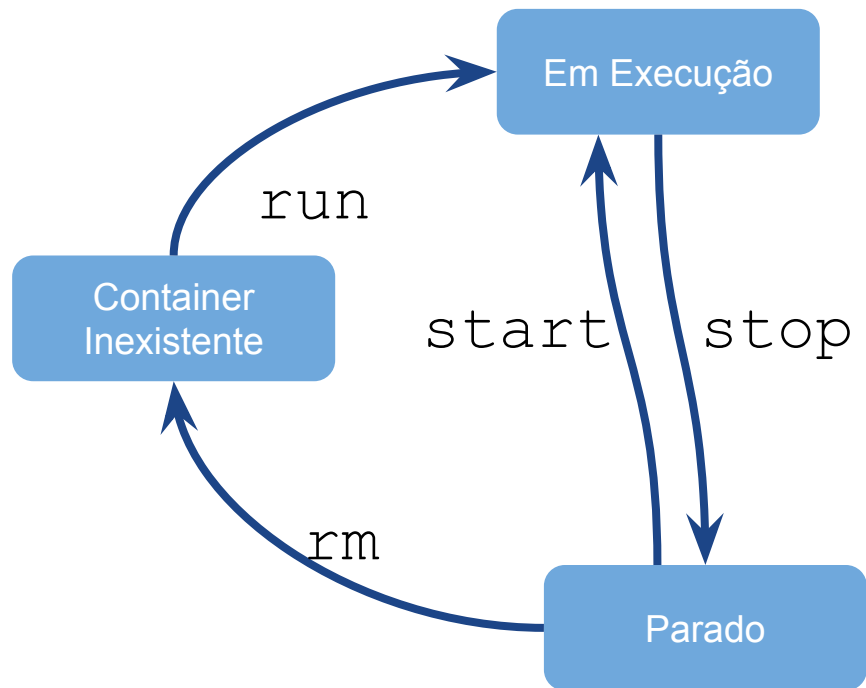 Em Execução
run
Container
Inexistente
start
stop
rm
Parado